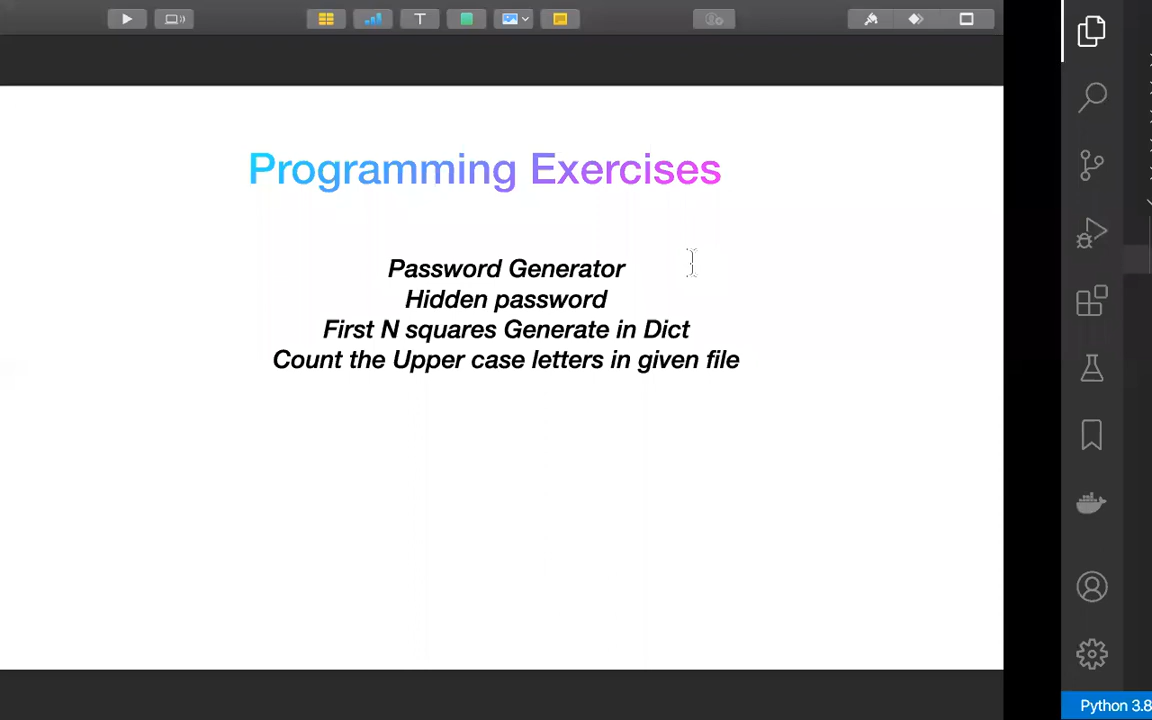 Programming Exercises
Password Generator
Hidden password
First N squares Generate in Dict
Count the Upper case letters in given file
Python 3.8